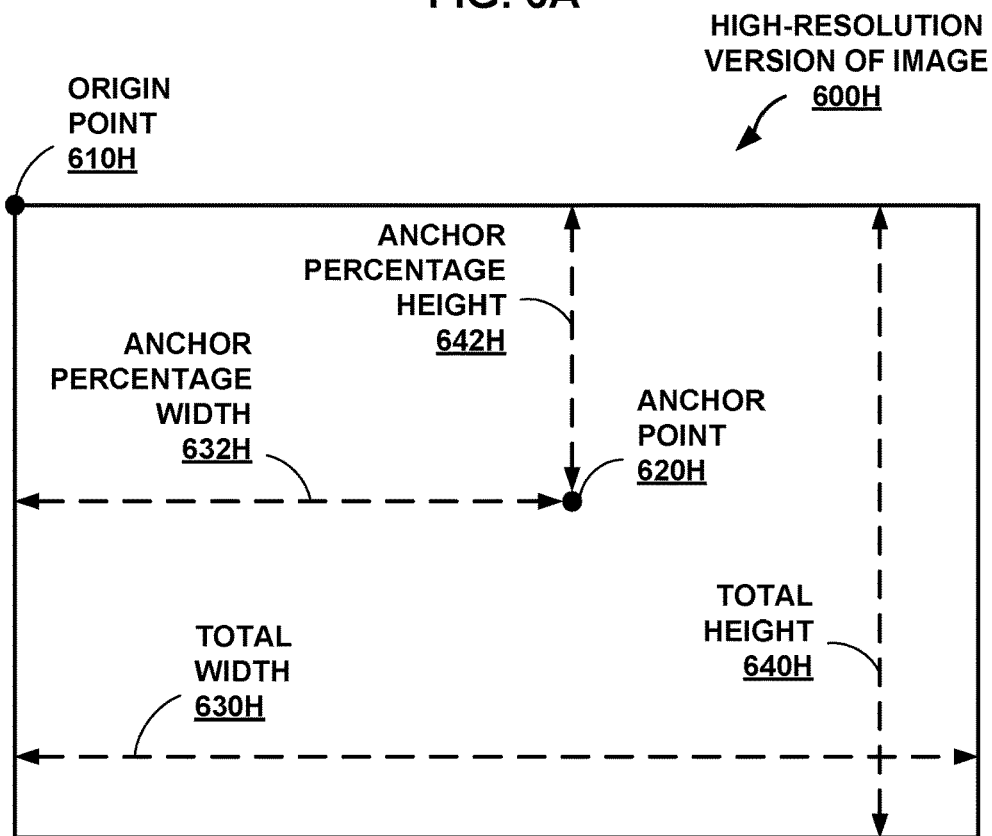 HIGH-RESOLUTION
VERSION OF IMAGE
600H
ORIGIN
POINT
610H
ANCHOR
PERCENTAGE
HEIGHT
642H
ANCHOR
PERCENTAGE
WIDTH
632H
ANCHOR
POINT
620H
TOTAL
HEIGHT
640H
TOTAL
WIDTH
630H